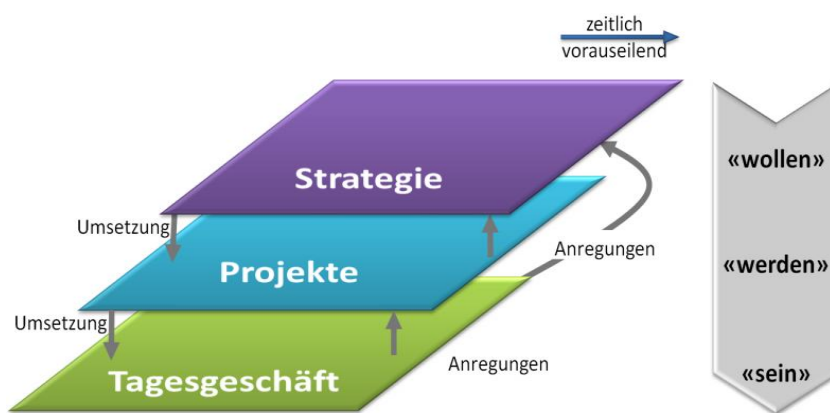 zeitlich
vorauseilend
Strategie
«wollen»
Umsetzung
Anregungen
Projekte
«werden»
Umsetzung
Anregungen
Tagesgeschäft
«sein»